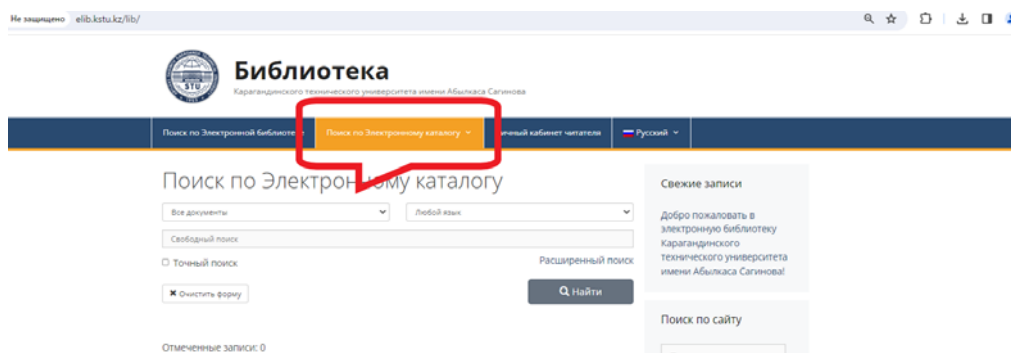 Не защищено elib.kstu.kz/lib/
STU
Библиотека
Карагандинского технического университета имени Абылкаса Сагинова
Поиск по Электронной библиотеке Поиск по Электронному каталогу личный кабинет читателя Русский
Поиск по Электронному каталогу
Все документы Любой язык
Свободный поиск
Точный поиск Расширенный поиск
Очистить форму Найти
Отмеченные записи: 0
Свежие записи
Добро пожаловать в
электронную библиотеку
Карагандинского
технического университета
имени Абылкаса Сагинова!
Поиск по сайту